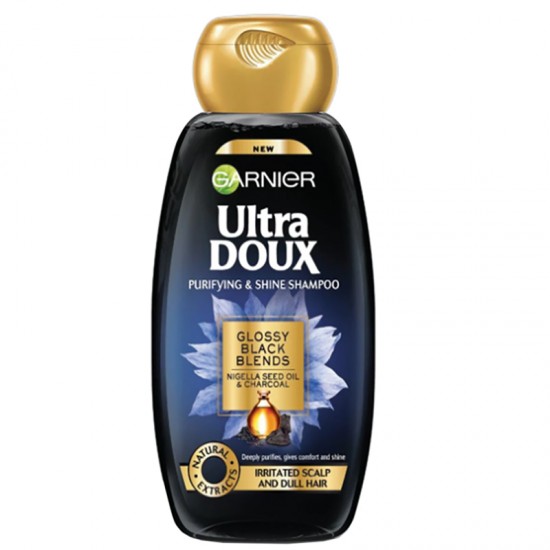 NEW
GARNIER
Ultra
DOUX
PURIFYING & SHINE SHAMPOO
GLOSSY
BLACK
BLENDS
NIGELLA SEED OIL
& CHARCOAL
Deeply purifies, gives comfort and shine
NATURAL
EXTRACTS
IRRITATED SCALP
AND DULL HAIR